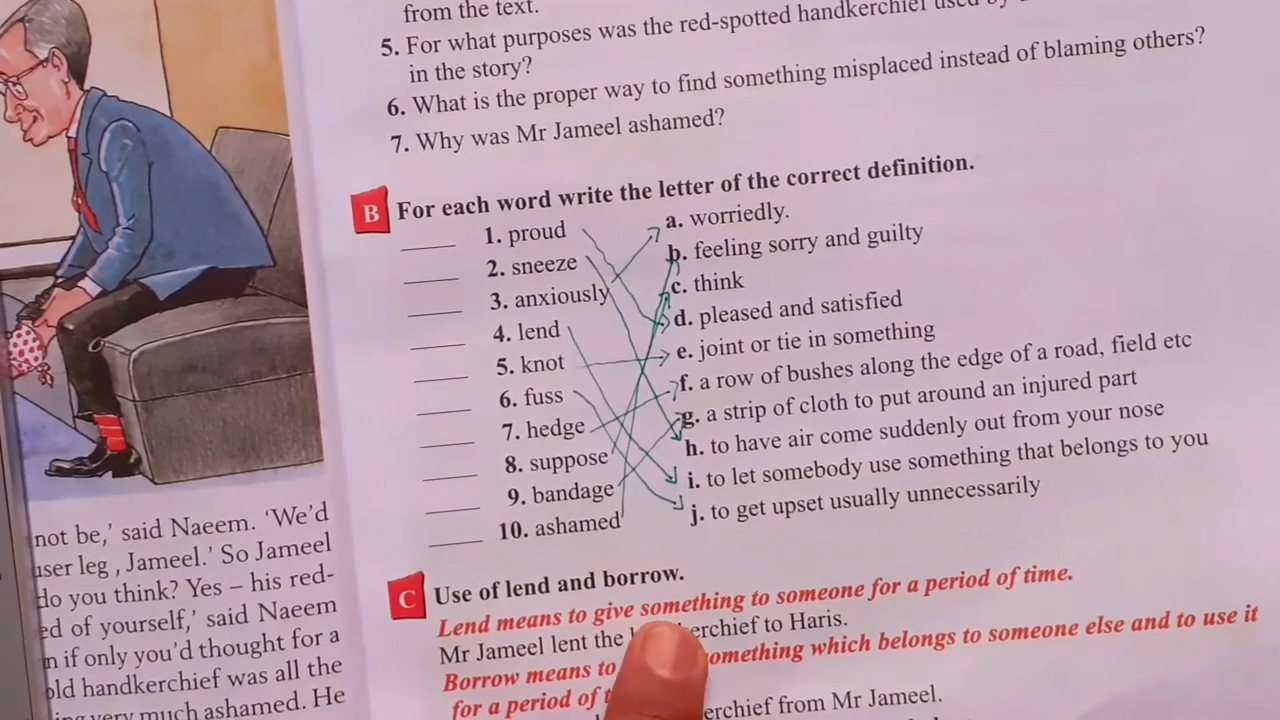 from the text.
5. For what purposes was the red-spotted handkerchief used by
in the story?
6. What is the proper way to find something misplaced instead of blaming others?
7. Why was Mr Jameel ashamed?
B For each word write the letter of the correct definition.
1. proud
2. sneeze
3. anxiously
4. lend
5. knot
6. fuss
7. hedge
8. suppose
9. bandage
10. ashamed
a. worriedly.
b. feeling sorry and guilty
c. think
d. pleased and satisfied
e. joint or tie in something
f. a row of bushes along the edge of a road, field etc
g. a strip of cloth to put around an injured part
h. to have air come suddenly out from your nose
i. to let somebody use something that belongs to you
j. to get upset usually unnecessarily
C Use of lend and borrow.
Lend means to give something to someone for a period of time.
Mr Jameel lent the erchief to Haris.
Borrow means to something which belongs to someone else and to use it
for a period of
erchief from Mr Jameel.
not be,' said Naeem. 'We'd
user leg , Jameel.' So Jameel
do you think? Yes – his red-
ed of yourself,' said Naeem
n if only you'd thought for a
old handkerchief was all the
very much ashamed. He